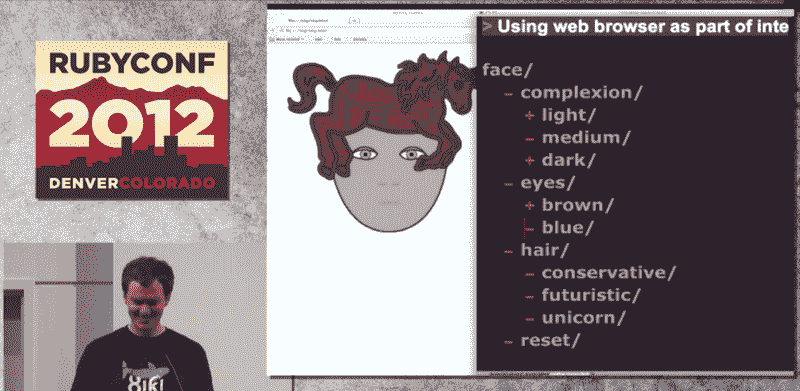 RUBYCONF
2012
DENVERCOLORADO
> Using web browser as part of inte
face/
- complexion/
+ light/
- medium/
+ dark/
- eyes/
+ brown/
- blue/
- hair/
- conservative/
- futuristic/
- unicorn/
- reset/
XIKI